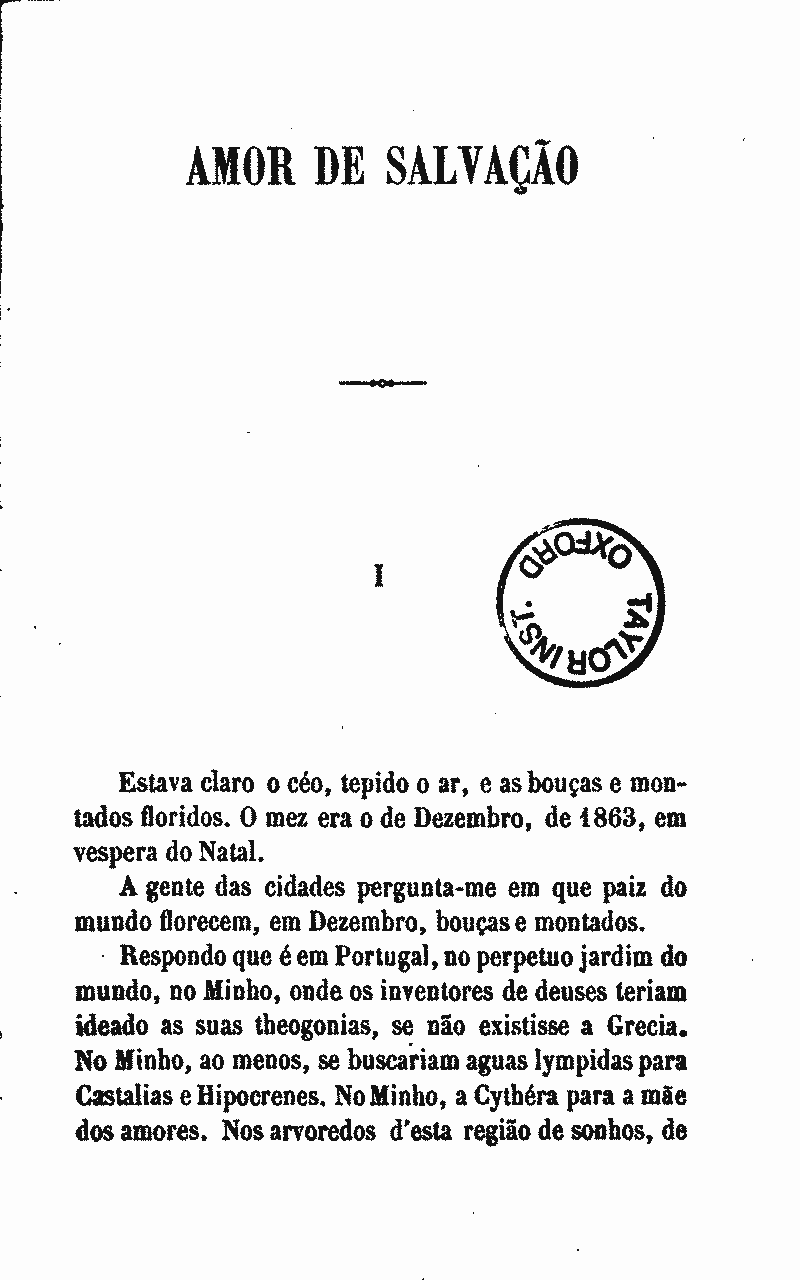 AMOR DE SALVAÇÃO
I
TAYLOR INST.
OXFORD
Estava claro o céo, tepido o ar, e as bouças e mon-
tados floridos. O mez era o de Dezembro, de 1863, em
vespera do Natal.
A gente das cidades pergunta-me em que paiz do
mundo florecem, em Dezembro, bouças e montados.
Respondo que é em Portugal, no perpetuo jardim do
mundo, no Minho, onde os inventores de deuses teriam
ideado as suas theogonias, se não existisse a Grecia.
No Minho, ao menos, se buscariam aguas lympidas para
Castalias e Hipocrenes. No Minho, a Cythéra para a mãe
dos amores. Nos arvoredos d'esta região de sonhos, de